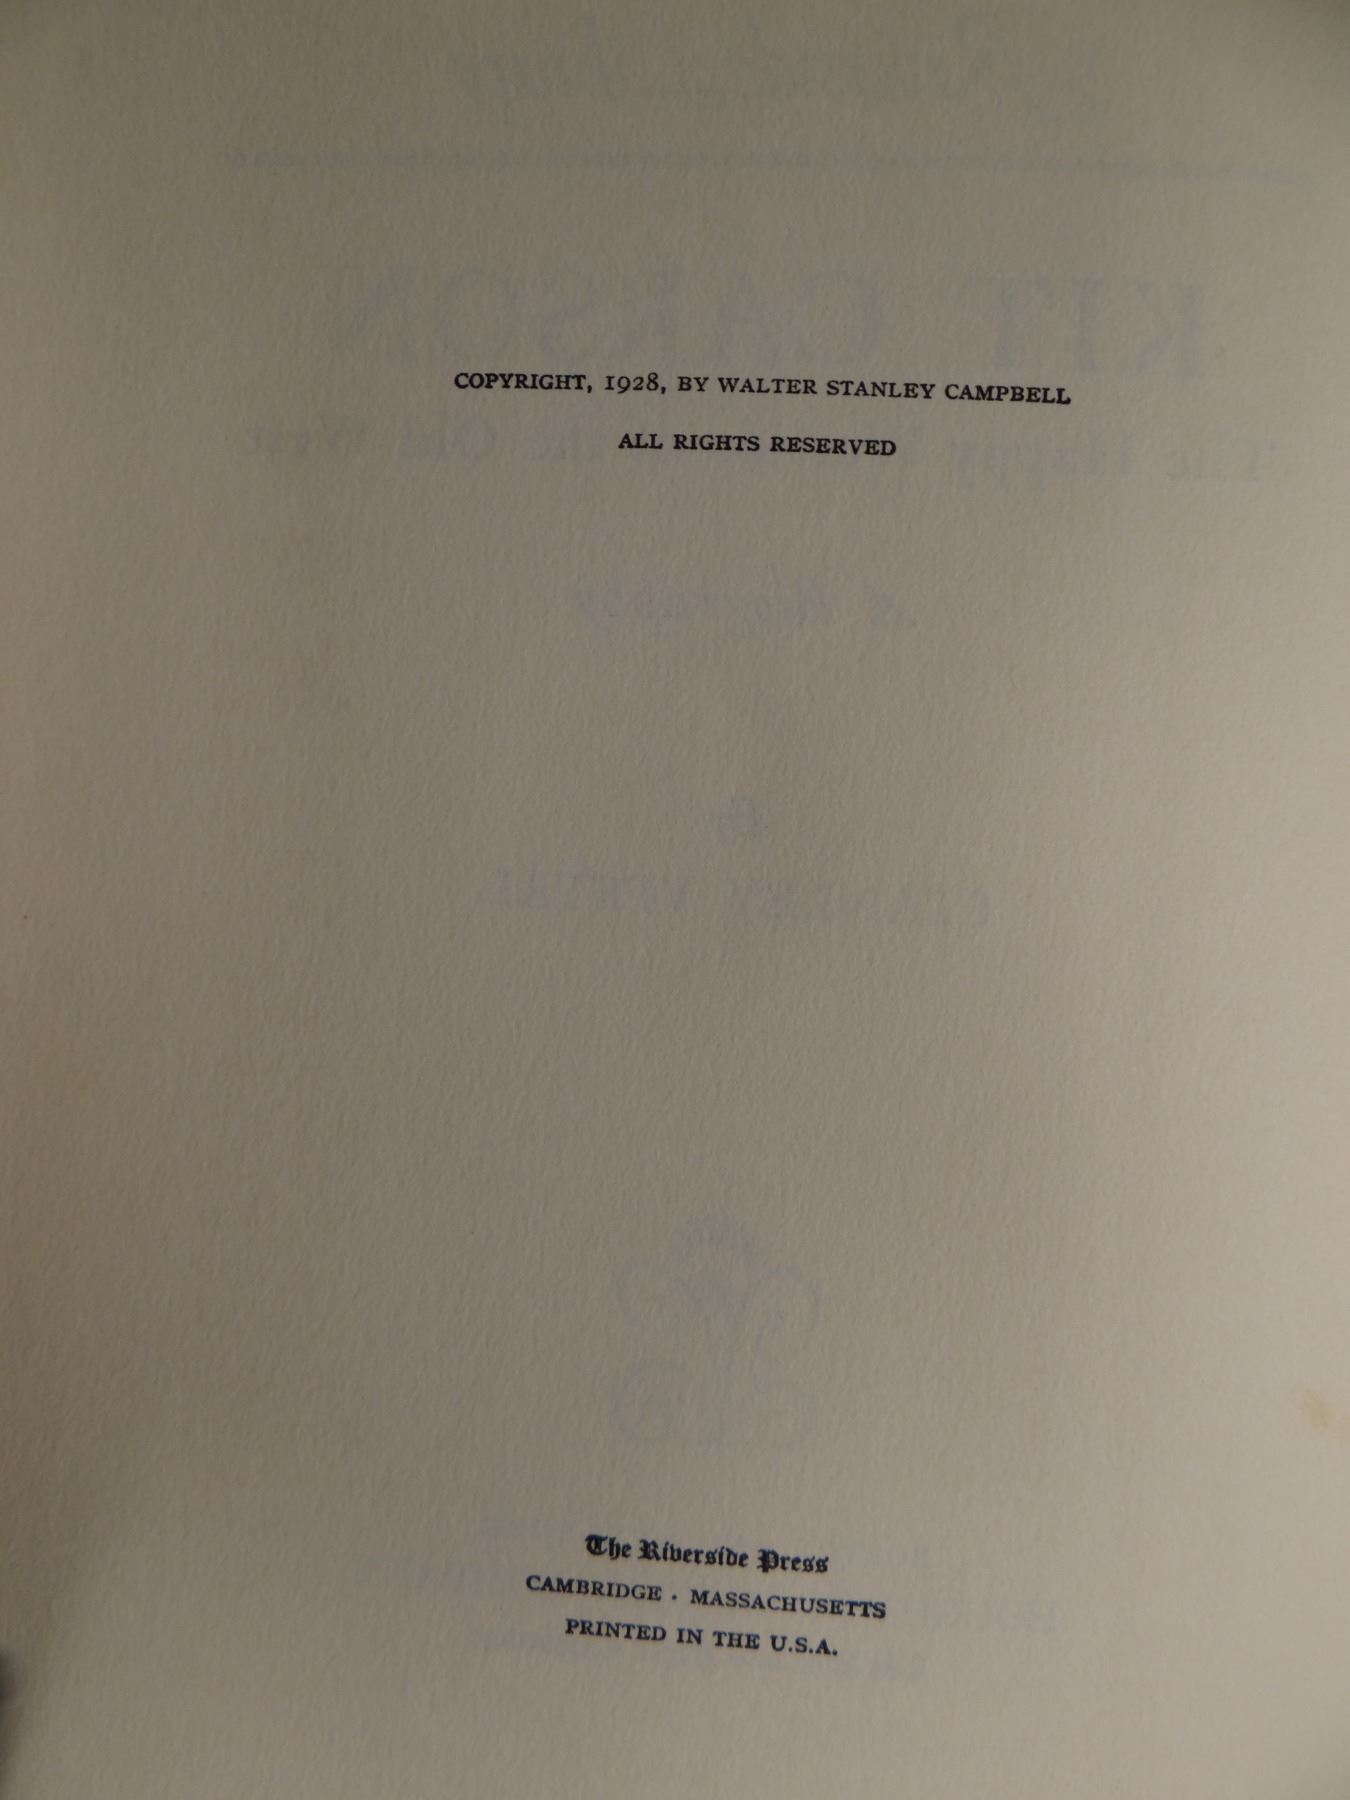 COPYRIGHT, 1928, BY WALTER STANLEY CAMPBELL
ALL RIGHTS RESERVED
The Riverside Press
CAMBRIDGE · MASSACHUSETTS
PRINTED IN THE U.S.A.